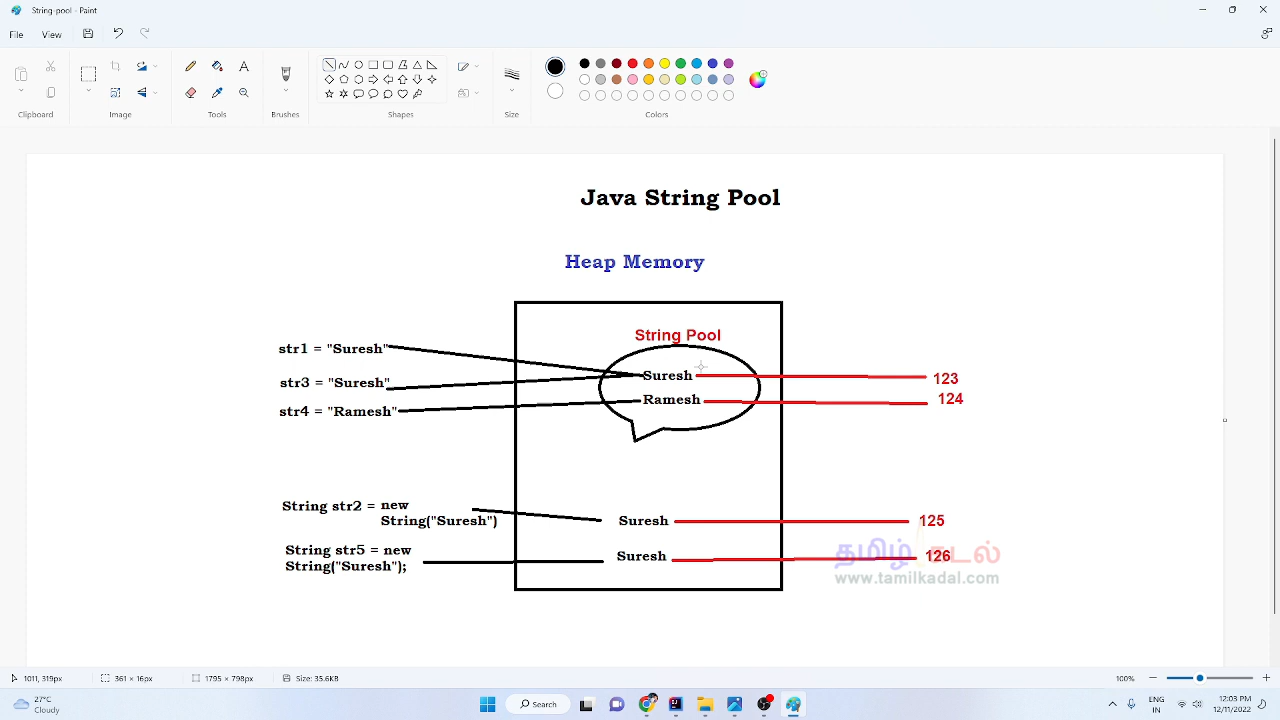 String-pool - Paint
File View
Clipboard Image Tools Brushes Shapes Size Colors
Java String Pool
Heap Memory
String Pool
str1 = "Suresh"
str3 = "Suresh"
str4 = "Ramesh"
Suresh 123
Ramesh 124
String str2 = new
String("Suresh")
Suresh 125
String str5 = new
String("Suresh");
Suresh 126
தமிழ் கடல்
www.tamilkadal.com
1011, 319px 361 × 16px 1795 × 798px Size: 35.6KB 100%
27°C
Cloudy
Search
ENG
IN
12:03 PM
12/11/2022